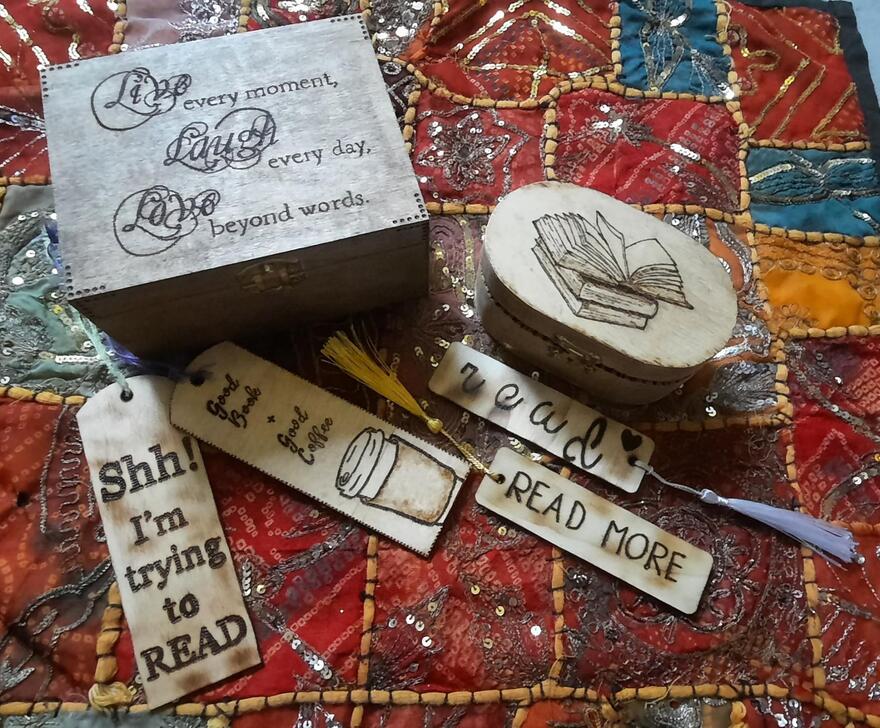 Live every moment,
Laugh every day,
Love beyond words.
Good
Book
+
Good
Coffee
Shh!
I'm
trying
to
READ
read
READ MORE